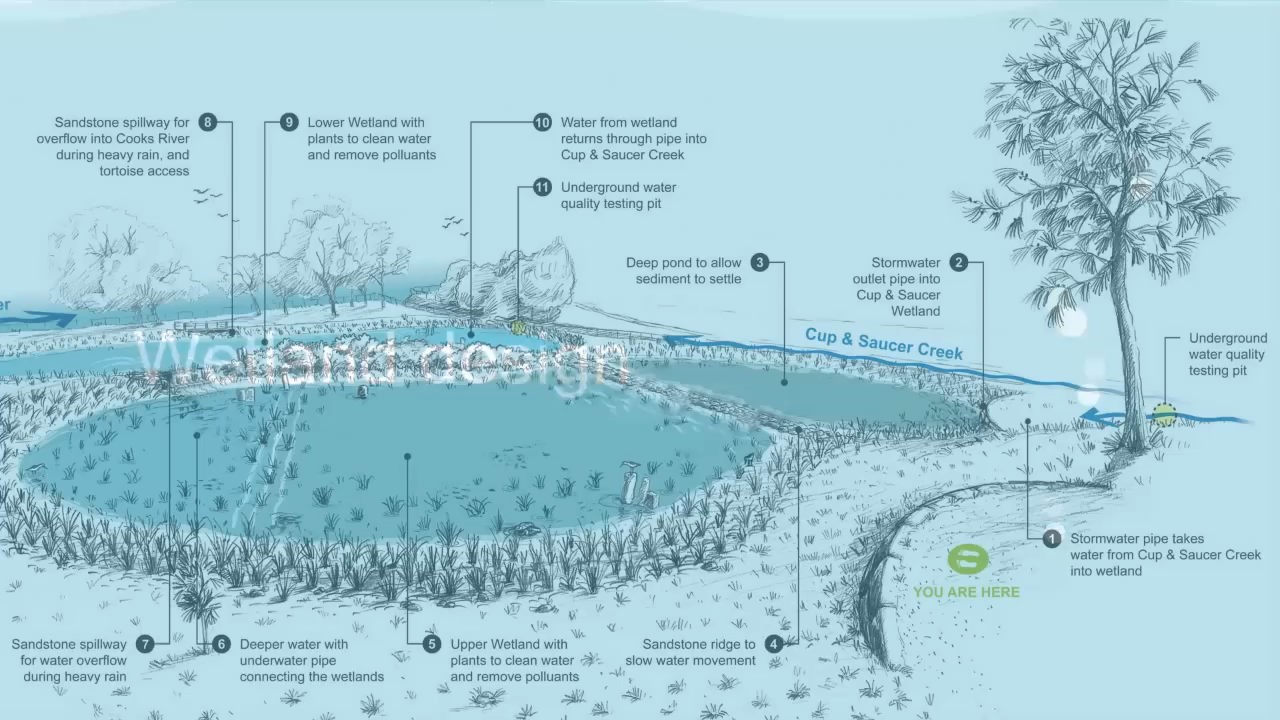 Sandstone spillway for
overflow into Cooks River
during heavy rain, and
tortoise access
8
9
Lower Wetland with
plants to clean water
and remove polluants
10
Water from wetland
returns through pipe into
Cup & Saucer Creek
11
Underground water
quality testing pit
Deep pond to allow
sediment to settle
3
Stormwater
outlet pipe into
Cup & Saucer
Wetland
2
er
Cup & Saucer Creek
Underground
water quality
testing pit
Wetland design
1
Stormwater pipe takes
water from Cup & Saucer Creek
into wetland
YOU ARE HERE
Sandstone spillway
for water overflow
during heavy rain
7
6
Deeper water with
underwater pipe
connecting the wetlands
5
Upper Wetland with
plants to clean water
and remove polluants
Sandstone ridge to
slow water movement
4